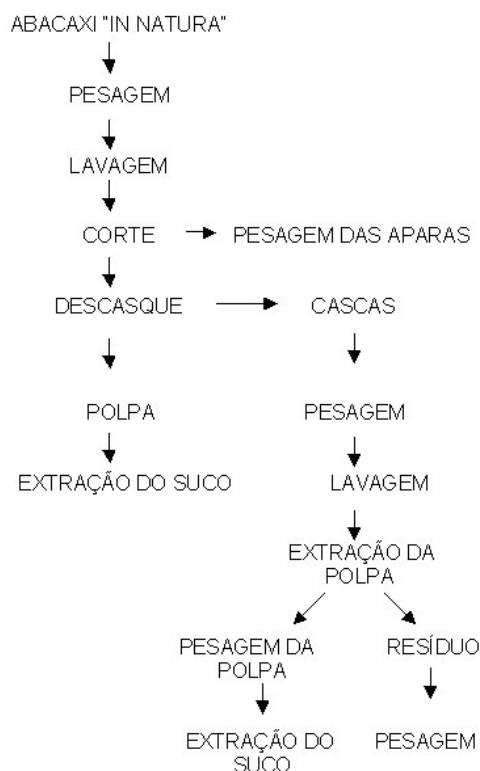 ABACAXI "IN NATURA"
PESAGEM
LAVAGEM
CORTE
PESAGEM DAS APARAS
DESCASQUE
CASCAS
POLPA
PESAGEM
EXTRAÇÃO DO SUCO
LAVAGEM
EXTRAÇÃO DA
POLPA
PESAGEM DA
POLPA
RESÍDUO
EXTRAÇÃO DO
SUCO
PESAGEM